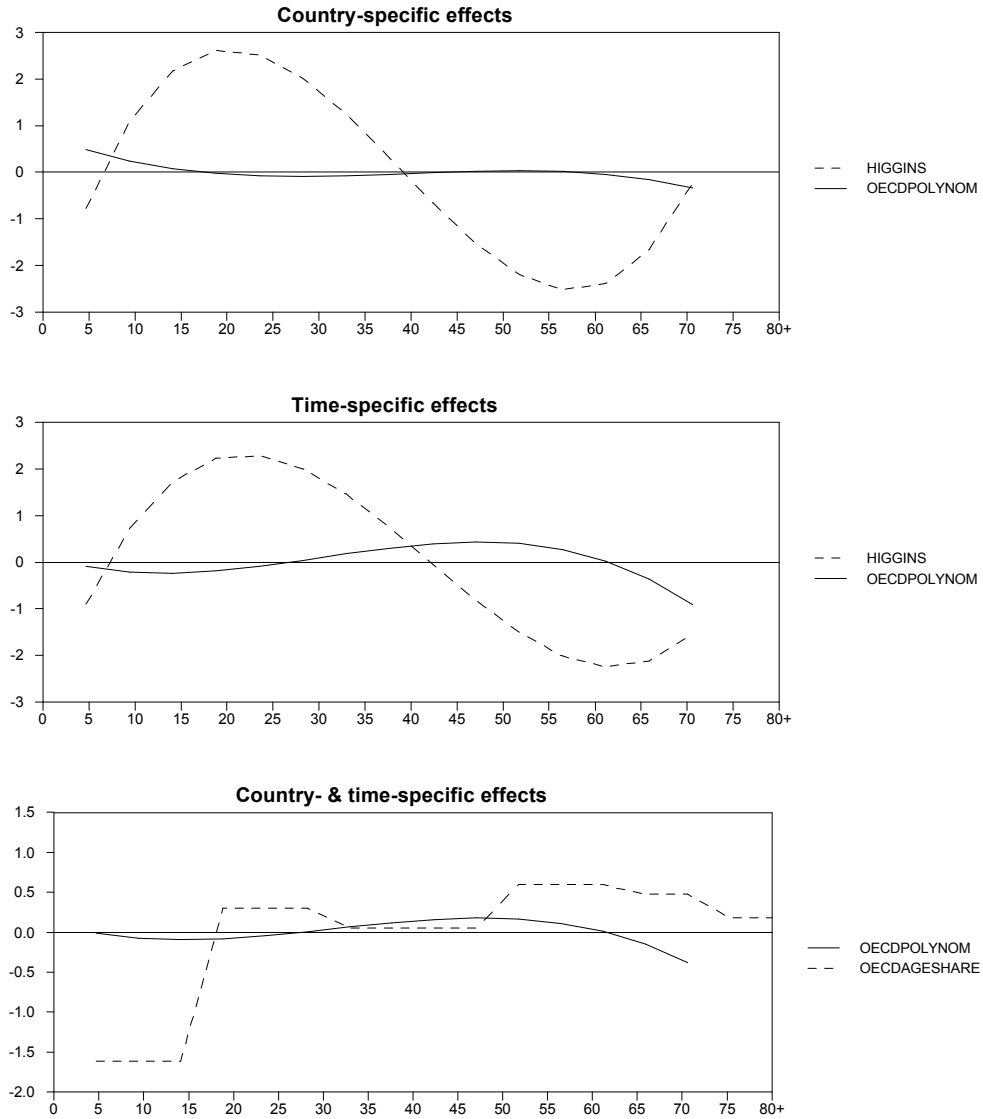 Country-specific effects
3
2
1
0
-1
-2
-3
0 5 10 15 20 25 30 35 40 45 50 55 60 65 70 75 80+
HIGGINS
OECDPOLYNOM
Time-specific effects
3
2
1
0
-1
-2
-3
0 5 10 15 20 25 30 35 40 45 50 55 60 65 70 75 80+
HIGGINS
OECDPOLYNOM
Country- & time-specific effects
1.5
1.0
0.5
0.0
-0.5
-1.0
-1.5
-2.0
0 5 10 15 20 25 30 35 40 45 50 55 60 65 70 75 80+
OECDPOLYNOM
OECDAGESHARE